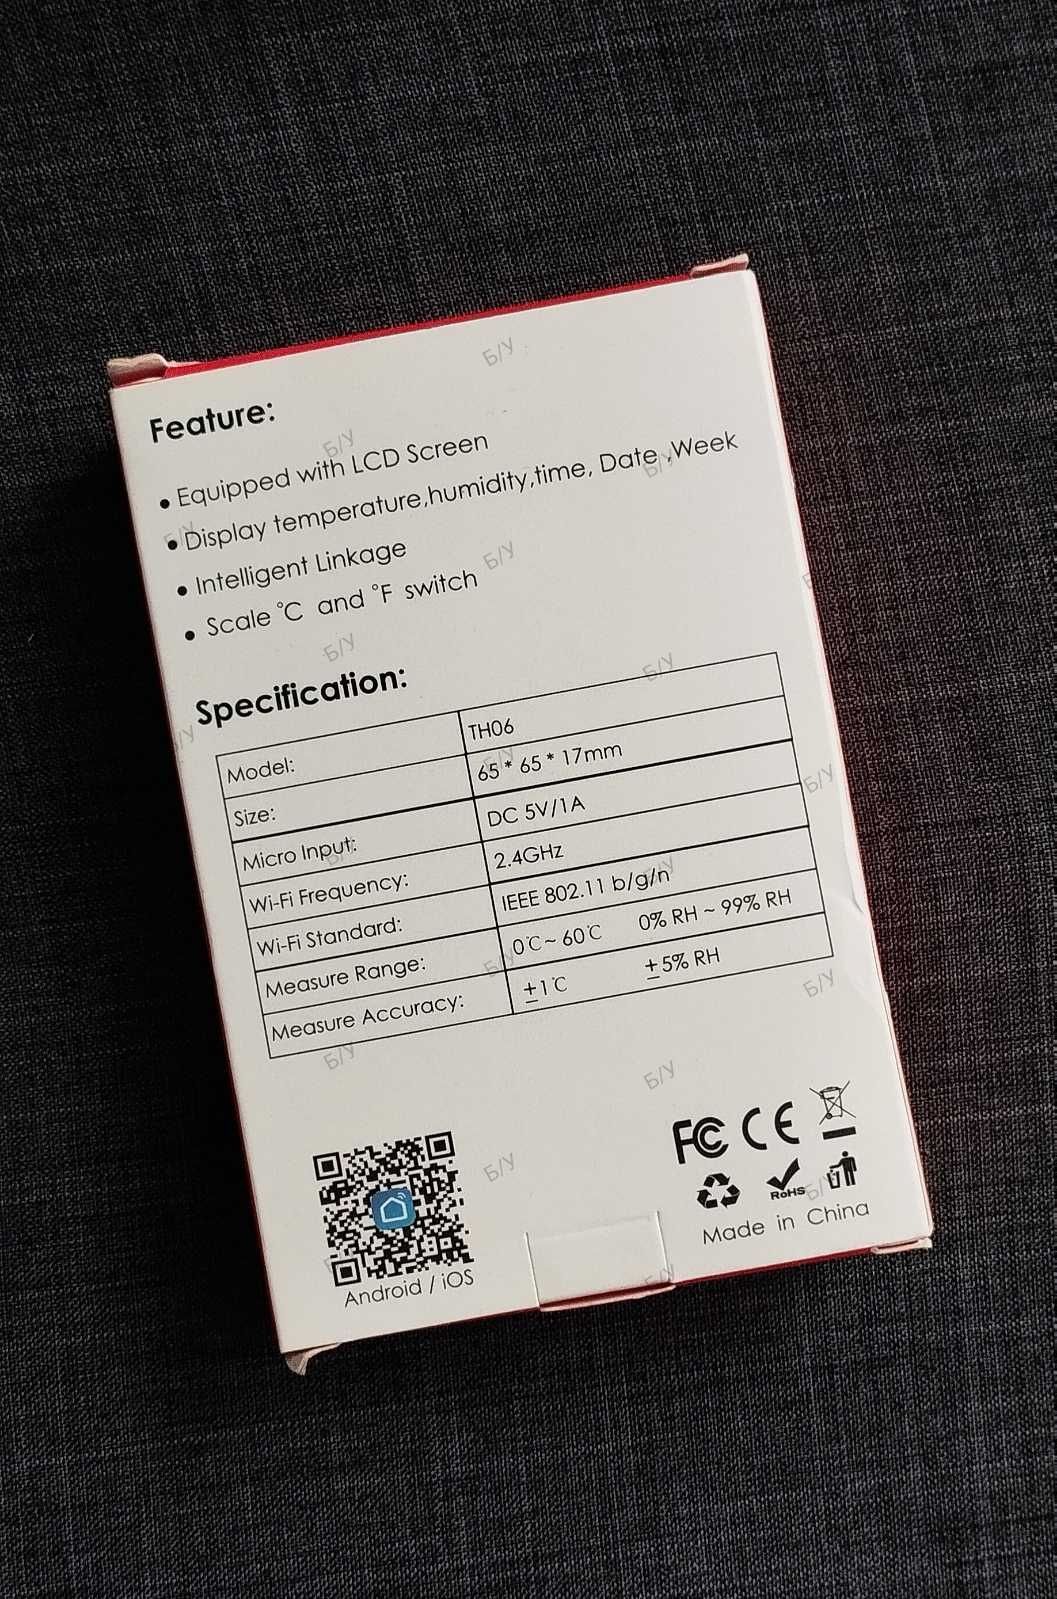 Feature:
• Equipped with LCD Screen
• Display temperature,humidity,time, Date ,Week
• Intelligent Linkage
• Scale °C and °F switch
Specification:
Model: TH06
Size: 65 * 65 * 17mm
Micro Input: DC 5V/1A
Wi-Fi Frequency: 2.4GHz
Wi-Fi Standard: IEEE 802.11 b/g/n
Measure Range: 0℃~ 60℃ 0% RH ~ 99% RH
Measure Accuracy: ±1℃ ±5% RH
FC CE
RoHS
Made in China
Android / iOS
Б/У